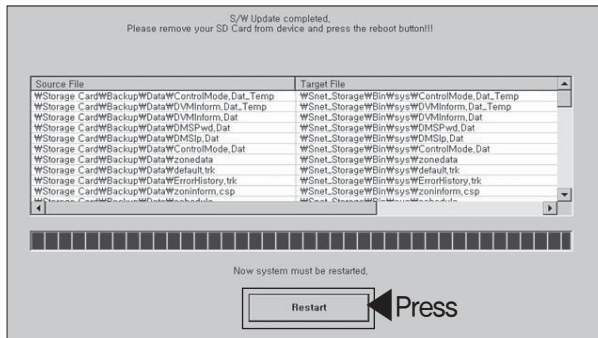 S/W Update completed,
Please remove your SD Card from device and press the reboot button!!!
Source File Target File
₩Storage Card₩Backup₩Data₩ControlMode,Dat_Temp ₩Snet_Storage₩Bin₩sys₩ControlMode,Dat_Temp
₩Storage Card₩Backup₩Data₩DVMInform,Dat_Temp ₩Snet_Storage₩Bin₩sys₩DVMInform,Dat_Temp
₩Storage Card₩Backup₩Data₩DVMInform,Dat ₩Snet_Storage₩Bin₩sys₩DVMInform,Dat
₩Storage Card₩Backup₩Data₩DMSPwd,Dat ₩Snet_Storage₩Bin₩sys₩DMSPwd,Dat
₩Storage Card₩Backup₩Data₩DMSIp,Dat ₩Snet_Storage₩Bin₩sys₩DMSIp,Dat
₩Storage Card₩Backup₩Data₩ControlMode,Dat ₩Snet_Storage₩Bin₩sys₩ControlMode,Dat
₩Storage Card₩Backup₩Data₩zonedata ₩Snet_Storage₩Bin₩sys₩zonedata
₩Storage Card₩Backup₩Data₩default,trk ₩Snet_Storage₩Bin₩sys₩default,trk
₩Storage Card₩Backup₩Data₩ErrorHistory,trk ₩Snet_Storage₩Bin₩sys₩ErrorHistory,trk
₩Storage Card₩Backup₩Data₩zoninform,csp ₩Snet_Storage₩Bin₩sys₩zoninform,csp
Now system must be restarted,
Restart Press